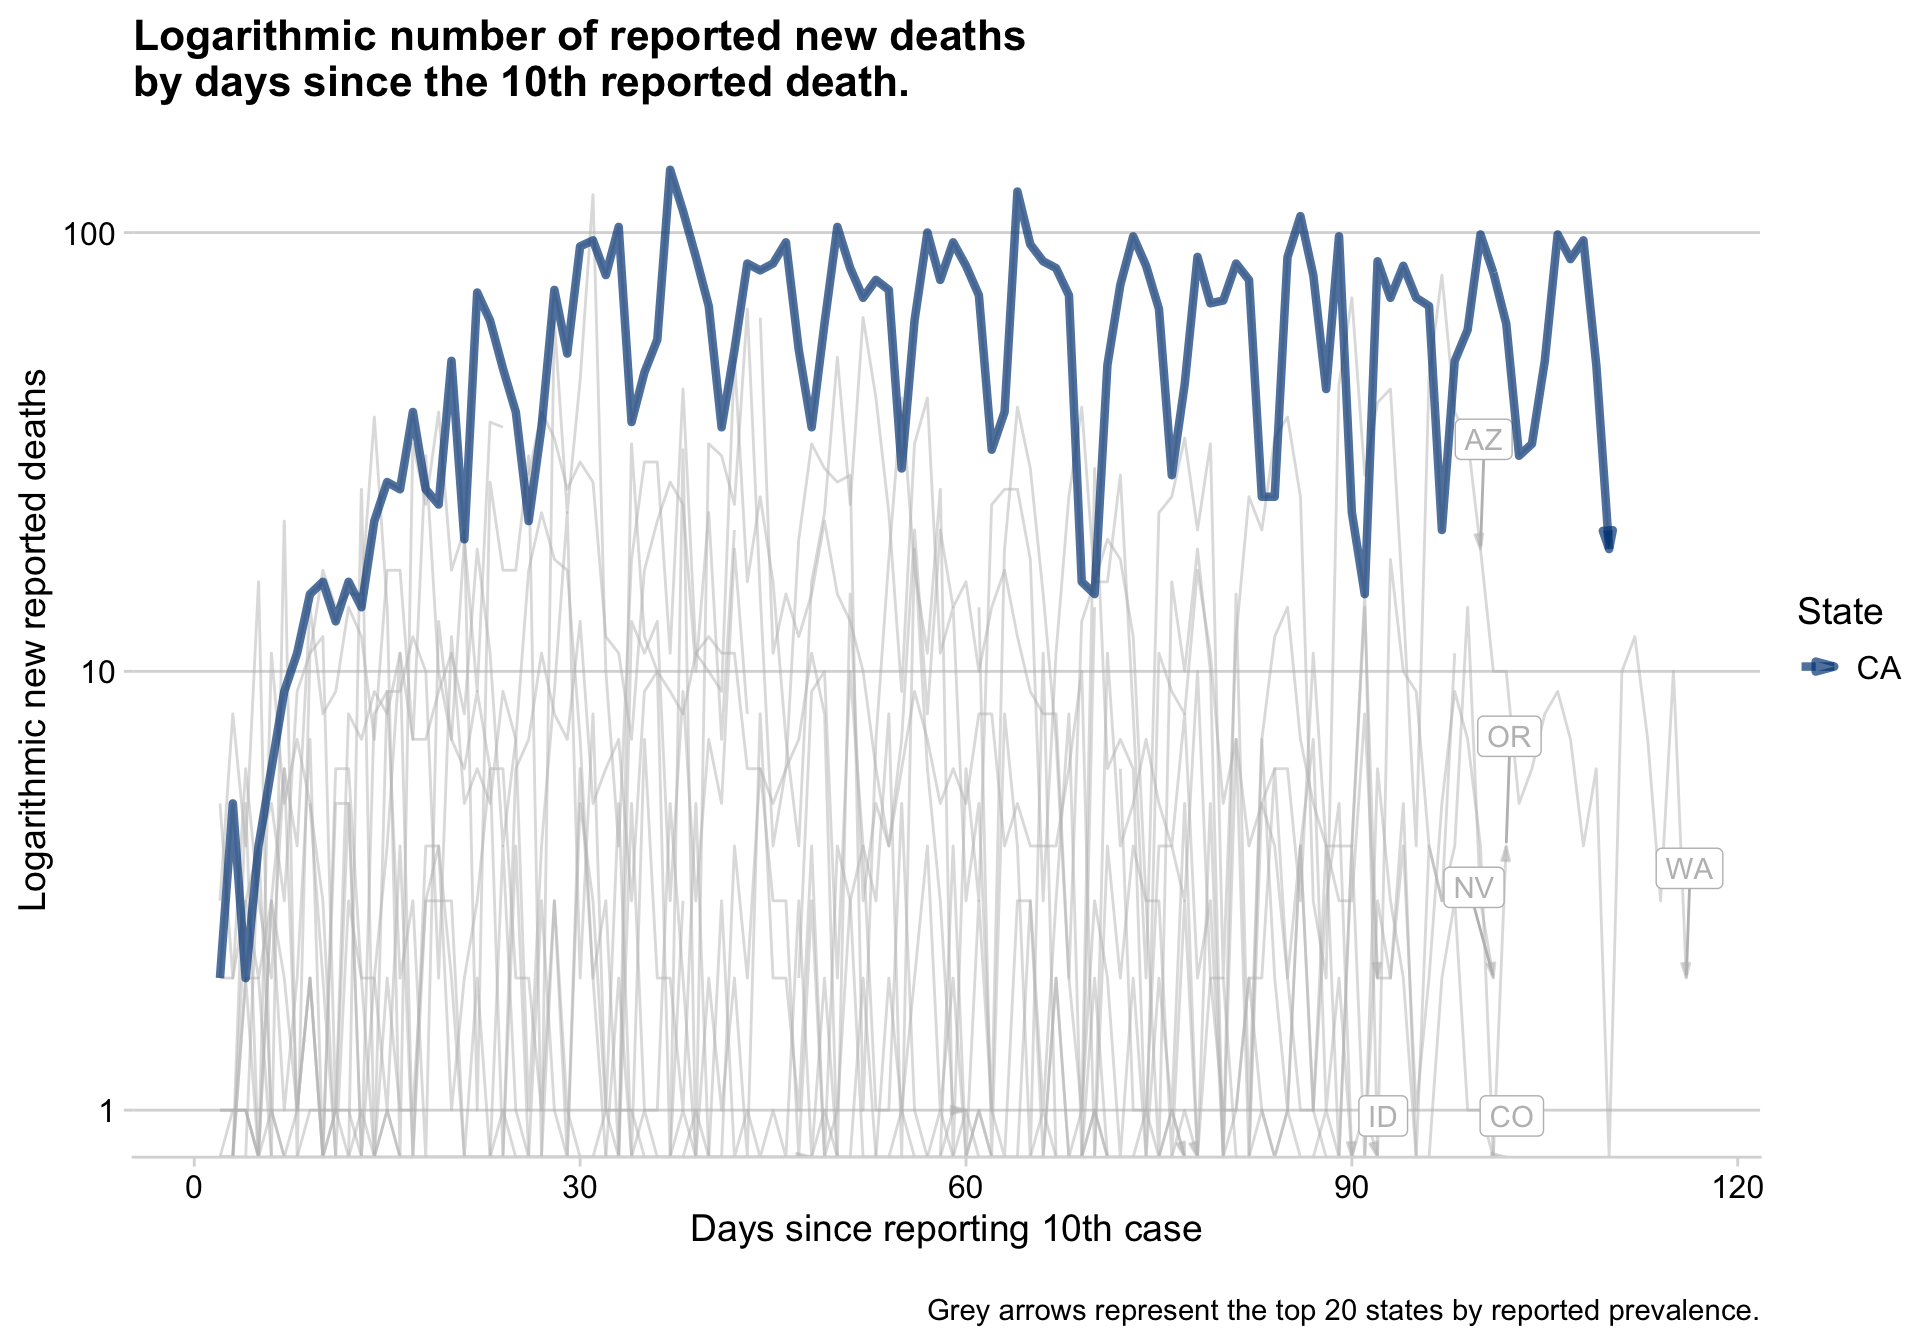 Logarithmic number of reported new deaths
by days since the 10th reported death.
Logarithmic new reported deaths
100
10
1
AZ
OR
NV
WA
ID
CO
State
CA
0
30
60
90
120
Days since reporting 10th case
Grey arrows represent the top 20 states by reported prevalence.